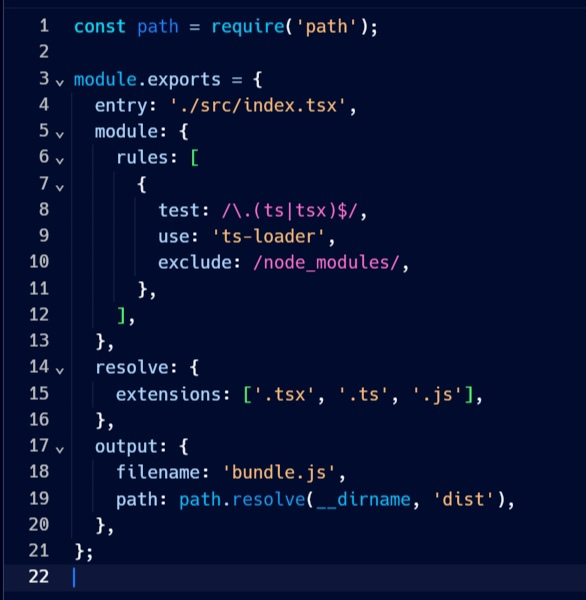 1 const path = require('path');
2
3 module.exports = {
4   entry: './src/index.tsx',
5   module: {
6     rules: [
7       {
8         test: /\.(ts|tsx)$/,
9         use: 'ts-loader',
10         exclude: /node_modules/,
11       },
12     ],
13   },
14   resolve: {
15     extensions: ['.tsx', '.ts', '.js'],
16   },
17   output: {
18     filename: 'bundle.js',
19     path: path.resolve(__dirname, 'dist'),
20   },
21 };
22